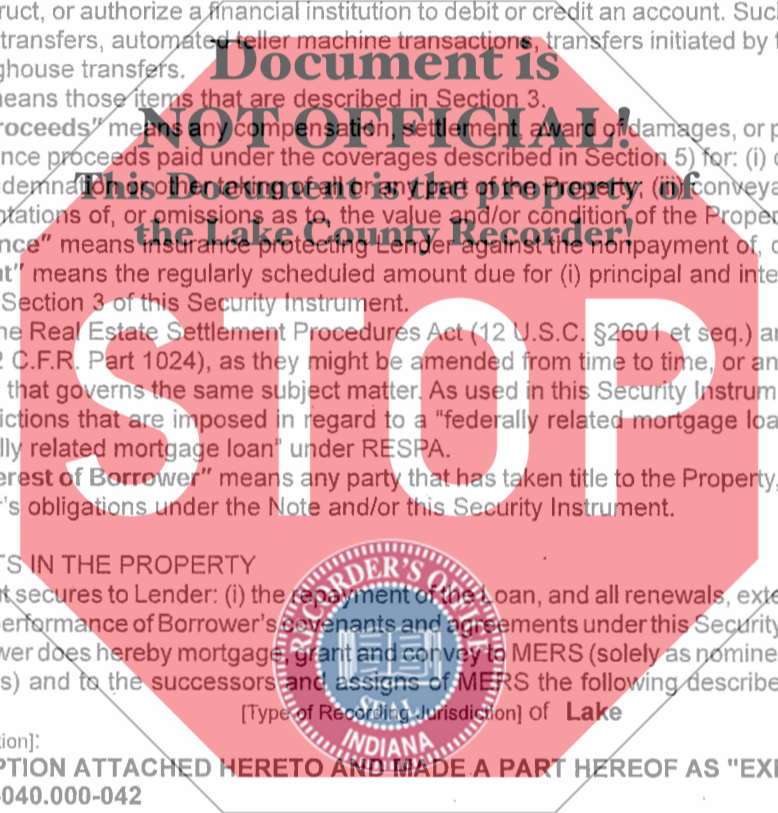 ruct, or authorize a financial institution to debit or credit an account. Suc
transfers, automated teller machine transactions, transfers initiated by t
ghouse transfers.
Document is
eans those items that are described in Section 3.
NOT OFFICIAL!
roceeds" means any compensation, settlement, award of damages, or p
nce proceeds paid under the coverages described in Section 5) for: (i) d
This Document is the property of
demnation or other taking of all or any part of the Property; (iii) conveya
ntations of, or omissions as to, the value and/or condition of the Proper
the Lake County Recorder!
nce" means insurance protecting Lender against the nonpayment of, o
nt" means the regularly scheduled amount due for (i) principal and inte
Section 3 of this Security Instrument.
STOP
he Real Estate Settlement Procedures Act (12 U.S.C. §2601 et seq.) an
2 C.F.R. Part 1024), as they might be amended from time to time, or an
that governs the same subject matter. As used in this Security Instrum
ictions that are imposed in regard to a "federally related mortgage loa
lly related mortgage loan" under RESPA.
erest of Borrower" means any party that has taken title to the Property,
r's obligations under the Note and/or this Security Instrument.
TS IN THE PROPERTY
nt secures to Lender: (i) the repayment of the Loan, and all renewals, exte
erformance of Borrower's covenants and agreements under this Security
wer does hereby mortgage, grant and convey to MERS (solely as nomine
s) and to the successors and assigns of MERS the following describe
[Type of Recording Jurisdiction] of Lake
RECORDER'S OFFICE
SEAL
INDIANA
tion]:
PTION ATTACHED HERETO AND MADE A PART HEREOF AS "EXH
-040.000-042